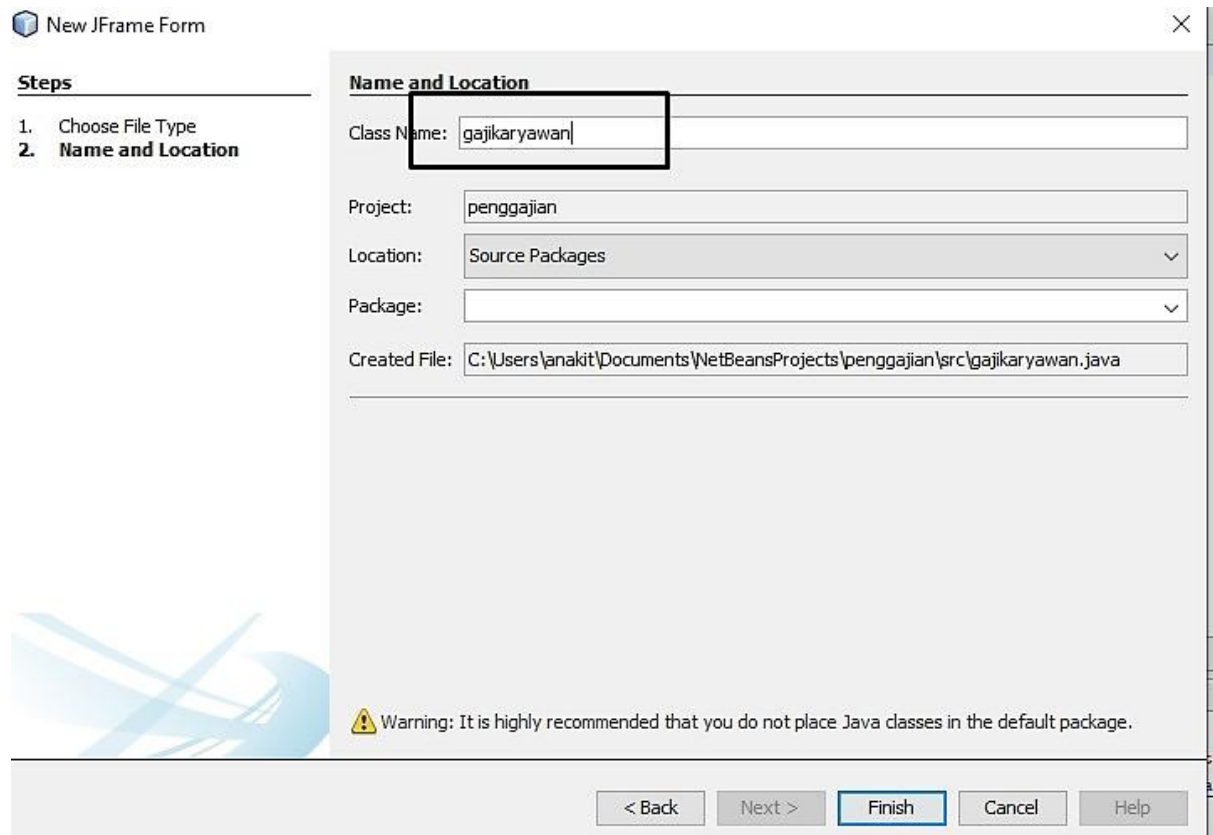 New JFrame Form
Steps
1. Choose File Type
2. Name and Location
Name and Location
Class Name: gajikaryawan
Project: penggajian
Location: Source Packages
Package:
Created File: C:\Users\anakit\Documents\NetBeansProjects\penggajian\src\gajikaryawan.java
Warning: It is highly recommended that you do not place Java classes in the default package.
< Back Next > Finish Cancel Help